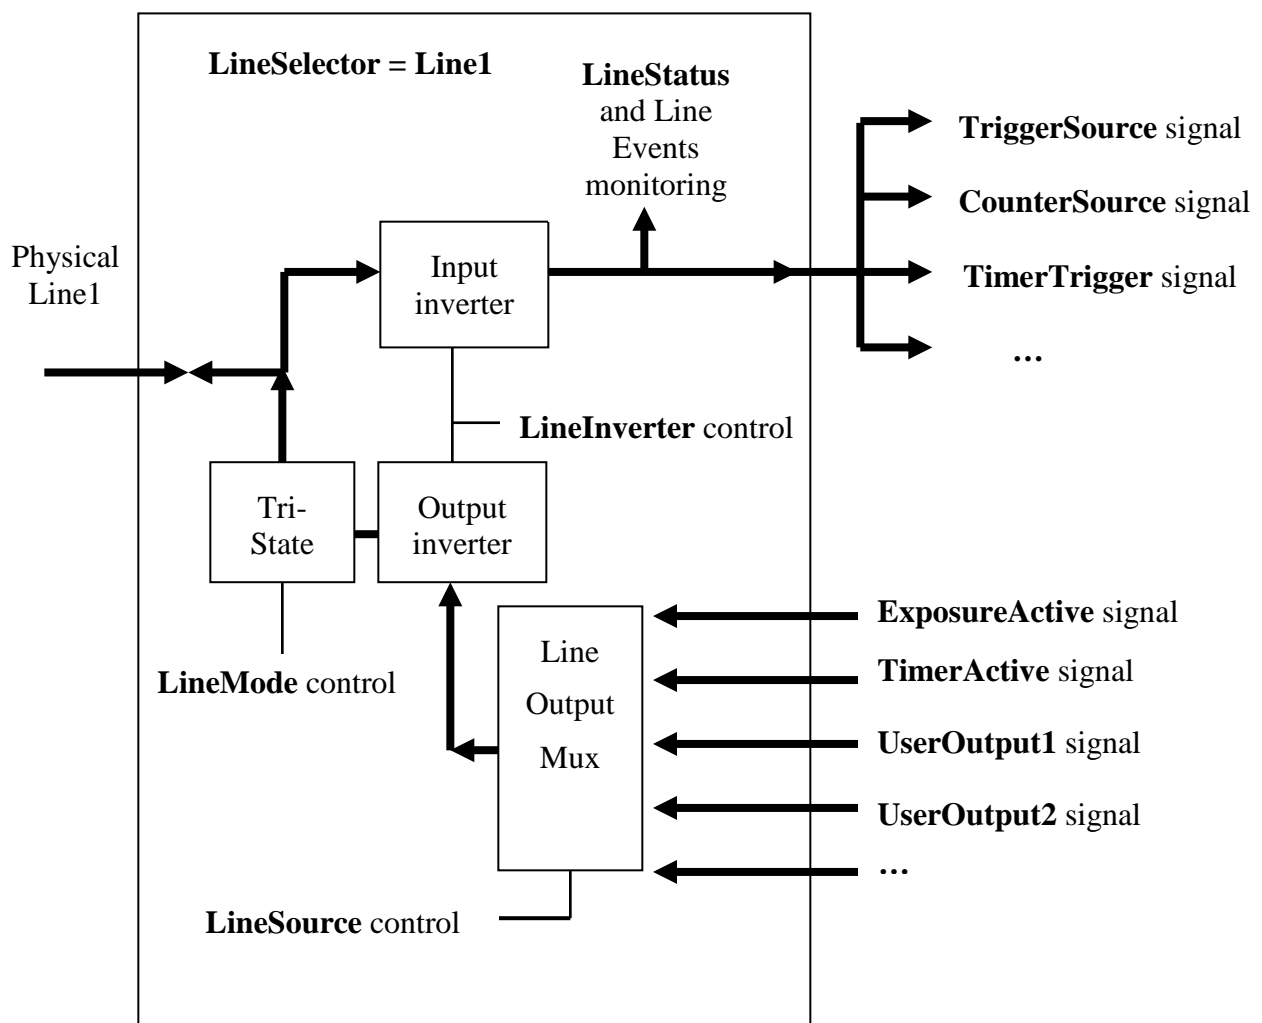 LineSelector = Line1
LineStatus
and Line
Events
monitoring
TriggerSource signal
CounterSource signal
TimerTrigger signal
...
Physical
Line1
Input
inverter
LineInverter control
Tri-
State
Output
inverter
LineMode control
Line
Output
Mux
LineSource control
ExposureActive signal
TimerActive signal
UserOutput1 signal
UserOutput2 signal
...